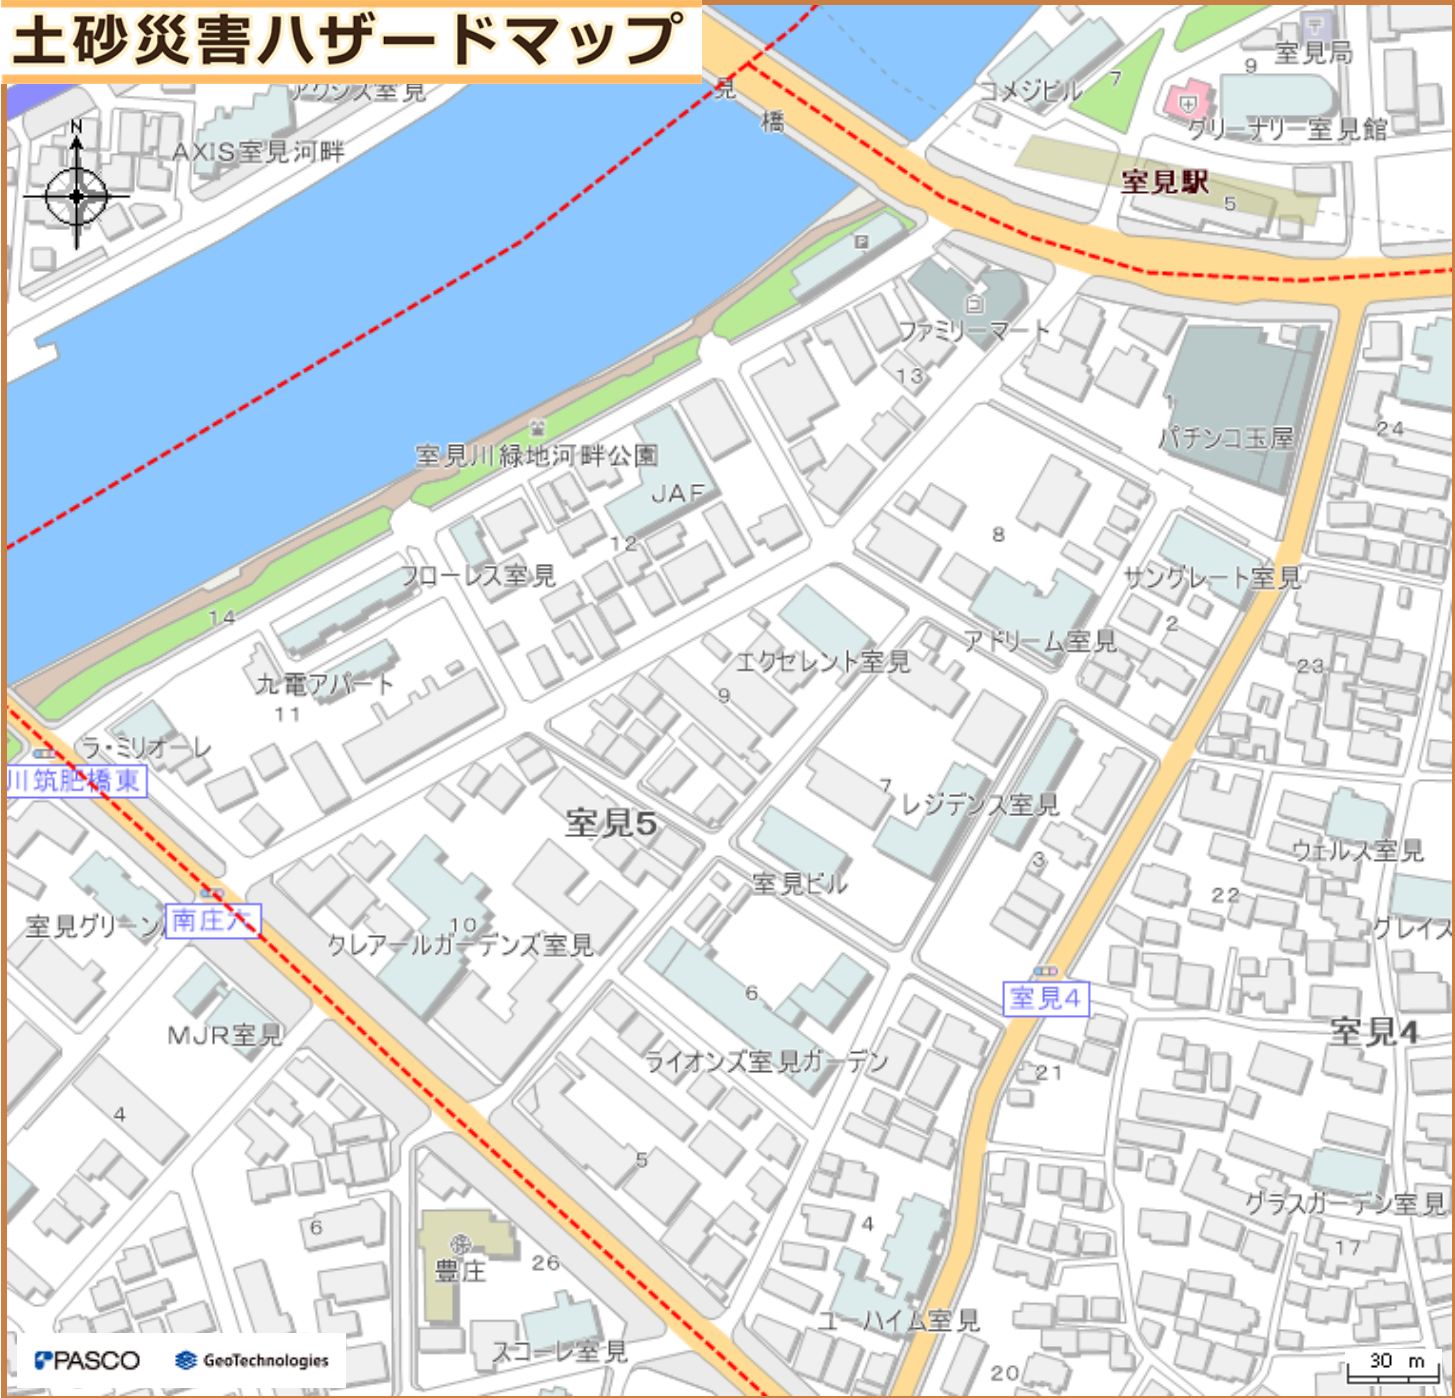 土砂災害ハザードマップ
アクシス室見
AXIS室見河畔
N
見
橋
コメジビル
7
9
室見局
グリーナリー室見館
室見駅
5
ファミリーマート
13
1
パチンコ玉屋
24
室見川緑地河畔公園
JAF
12
8
フローレス室見
サングレート室見
14
2
アドリーム室見
エクセレント室見
23
九電アパート
11
9
ラ・ミリオーレ
川筑肥橋東
7
レジデンス室見
室見5
ウェルス室見
3
室見ビル
22
室見グリーン
南庄六
10
クレアールガーデンズ室見
グレイス
6
室見4
MJR室見
室見4
ライオンズ室見ガーデン
21
4
5
グラスガーデン室見
6
4
17
豊庄
26
ユーハイム室見
スコーレ室見
20
PASCO
GeoTechnologies
30 m